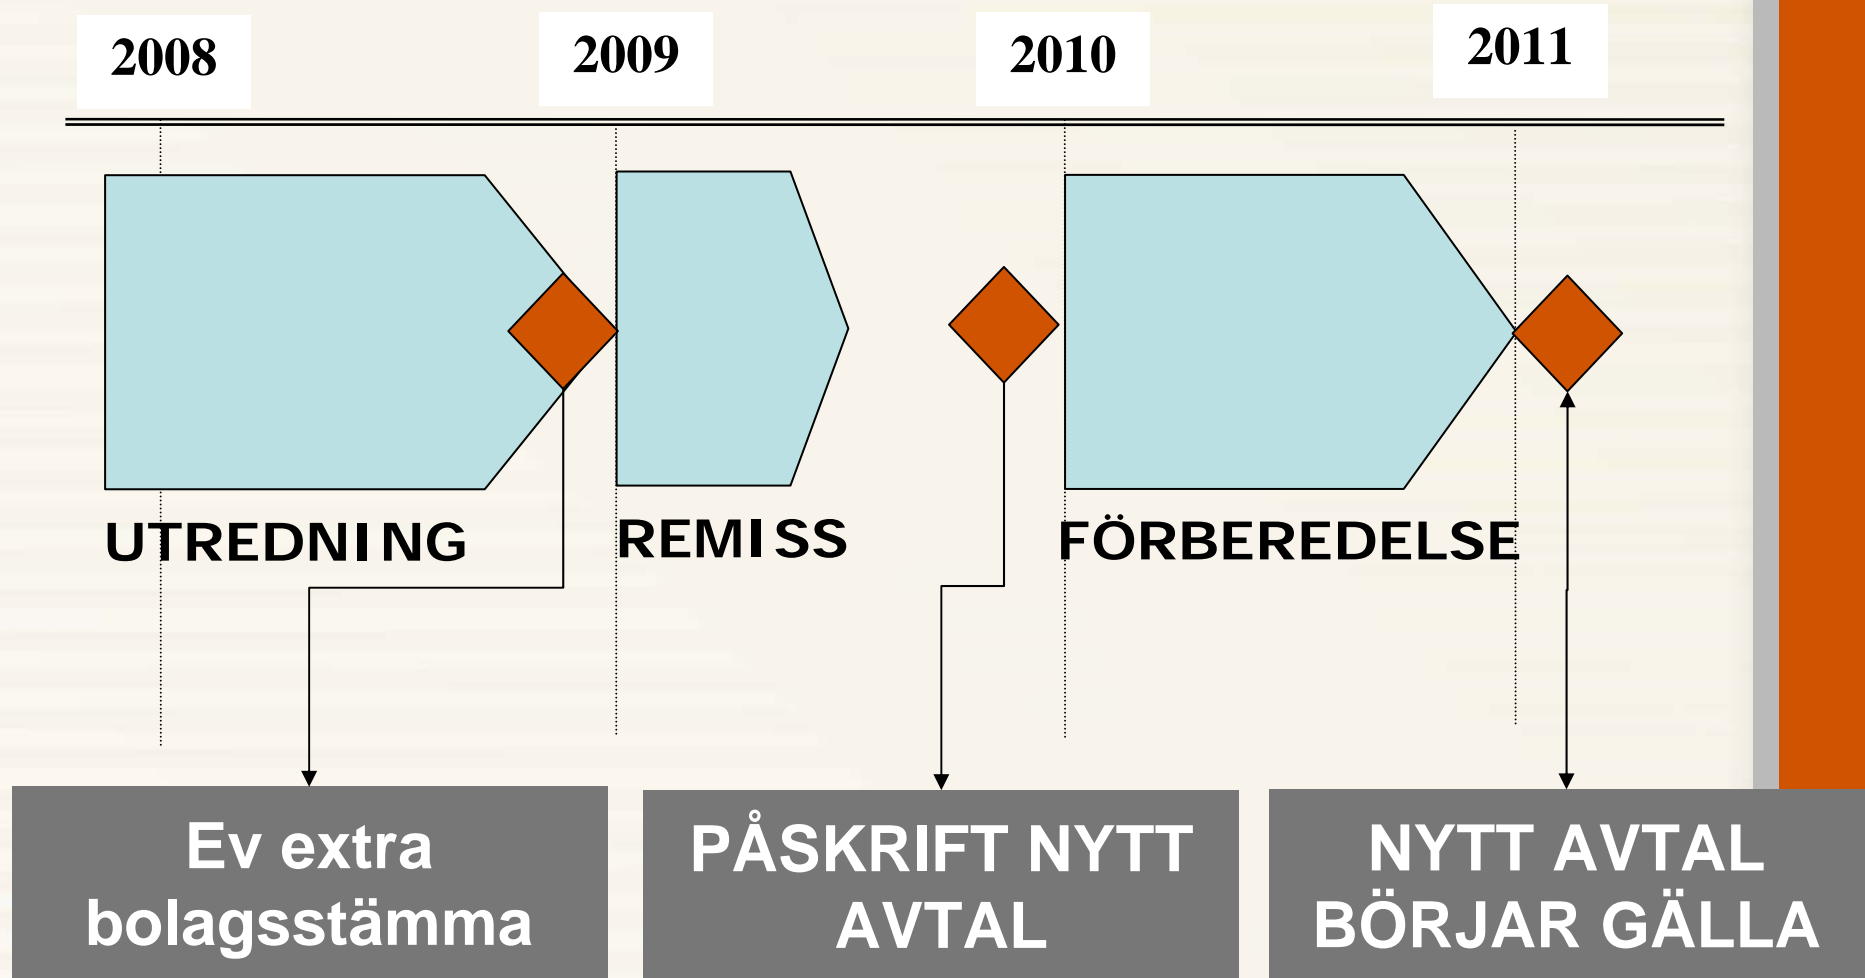 2008
2009
2010
2011
UTREDNING
REMISS
FÖRBEREDELSE
Ev extra
bolagsstämma
PÅSKRIFT NYTT
AVTAL
NYTT AVTAL
BÖRJAR GÄLLA